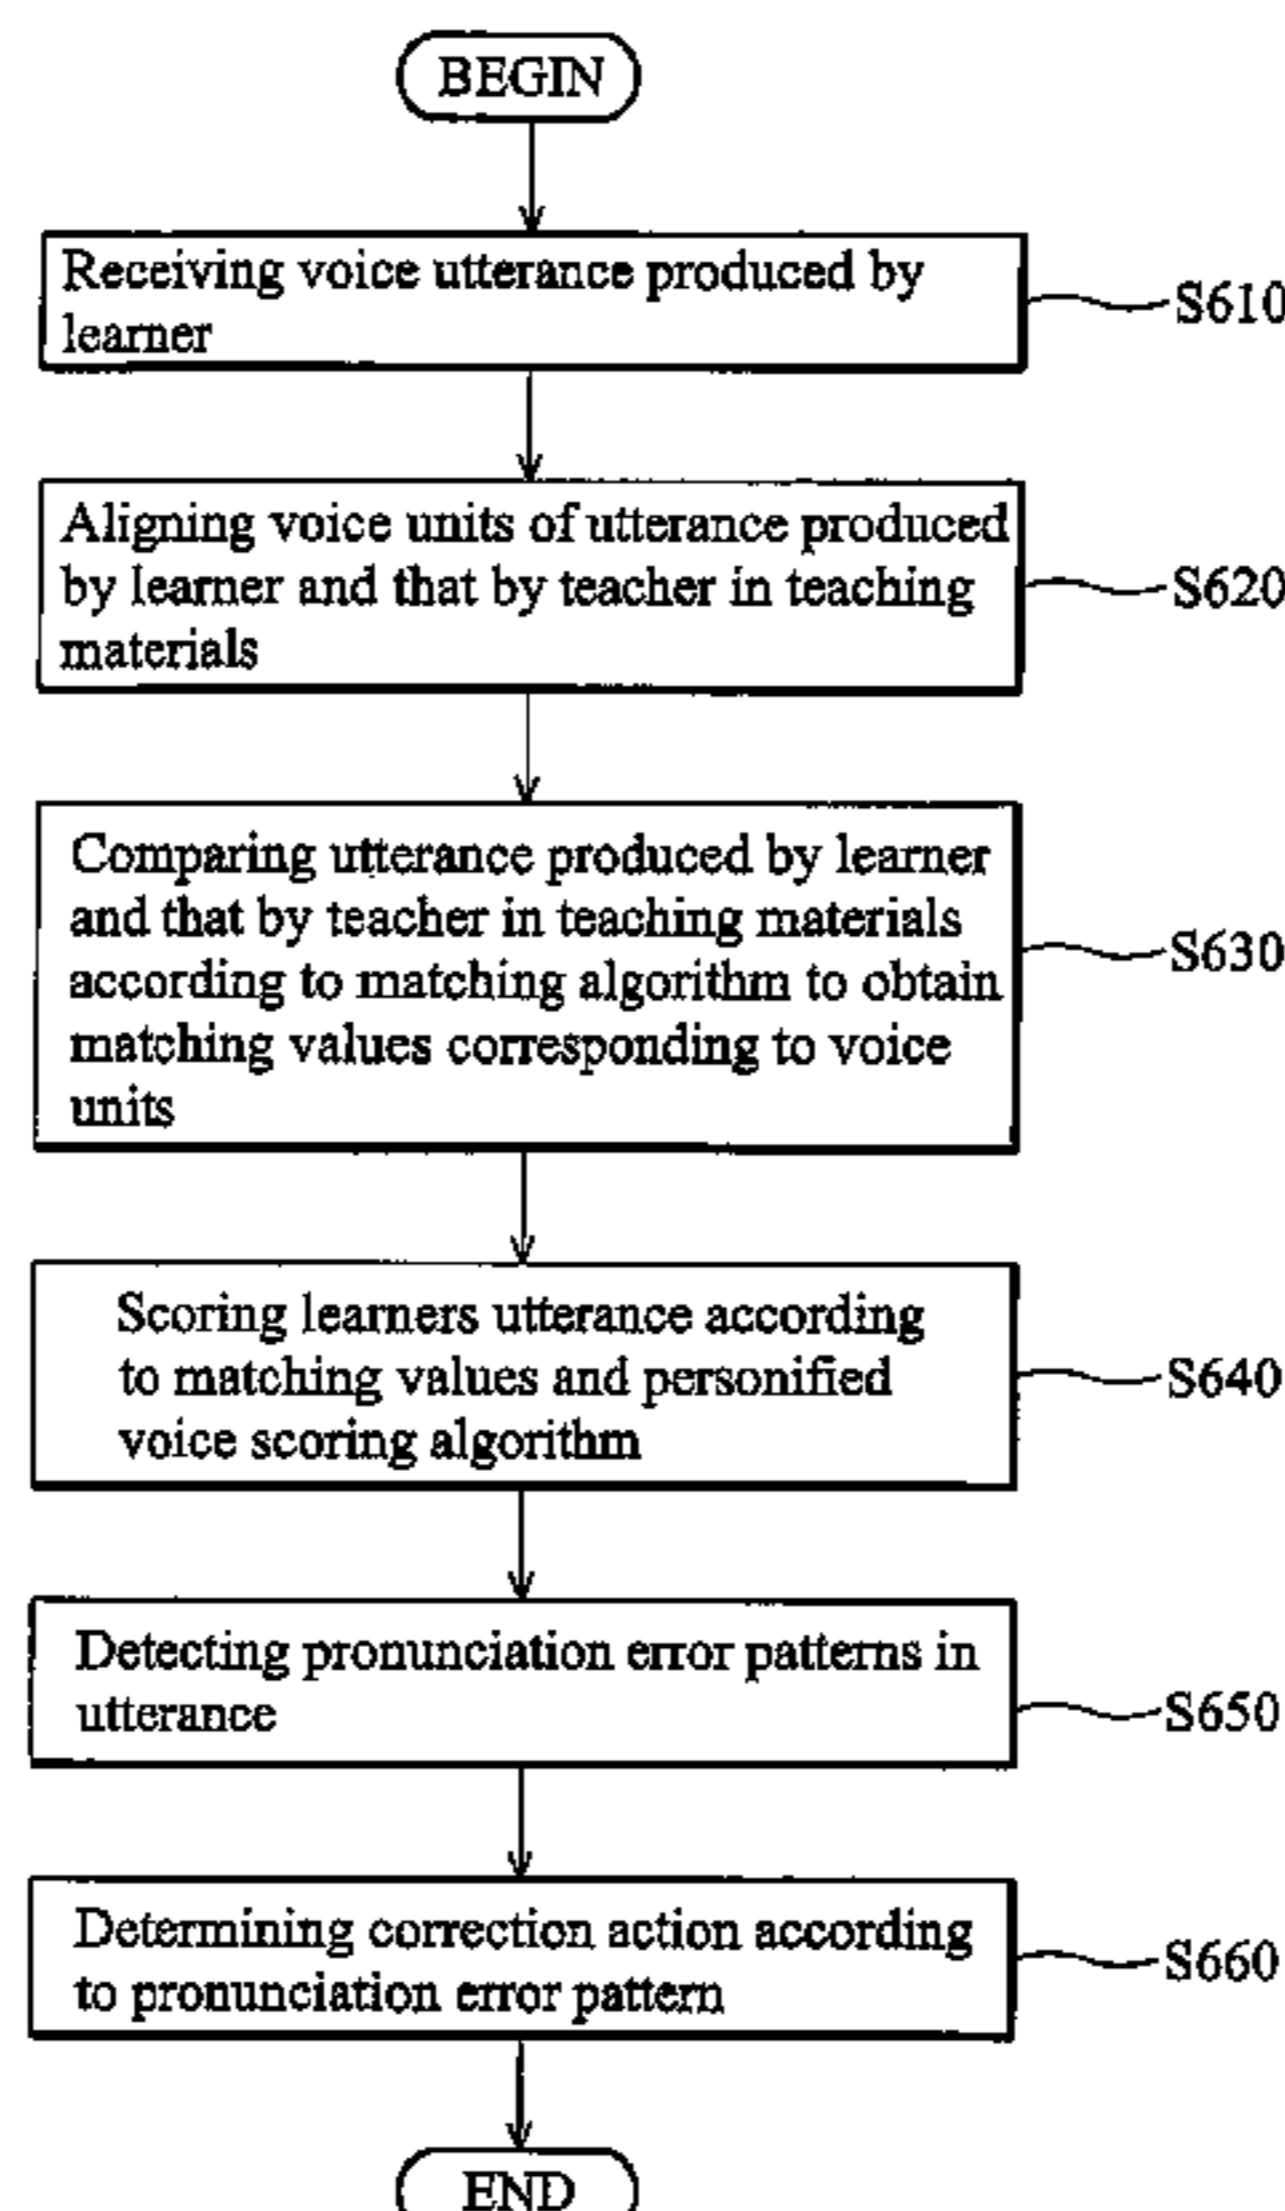 BEGIN
Receiving voice utterance produced by
learner
S610
Aligning voice units of utterance produced
by learner and that by teacher in teaching
materials
S620
Comparing utterance produced by learner
and that by teacher in teaching materials
according to matching algorithm to obtain
matching values corresponding to voice
units
S630
Scoring learners utterance according
to matching values and personified
voice scoring algorithm
S640
Detecting pronunciation error patterns in
utterance
S650
Determining correction action according
to pronunciation error pattern
S660
END